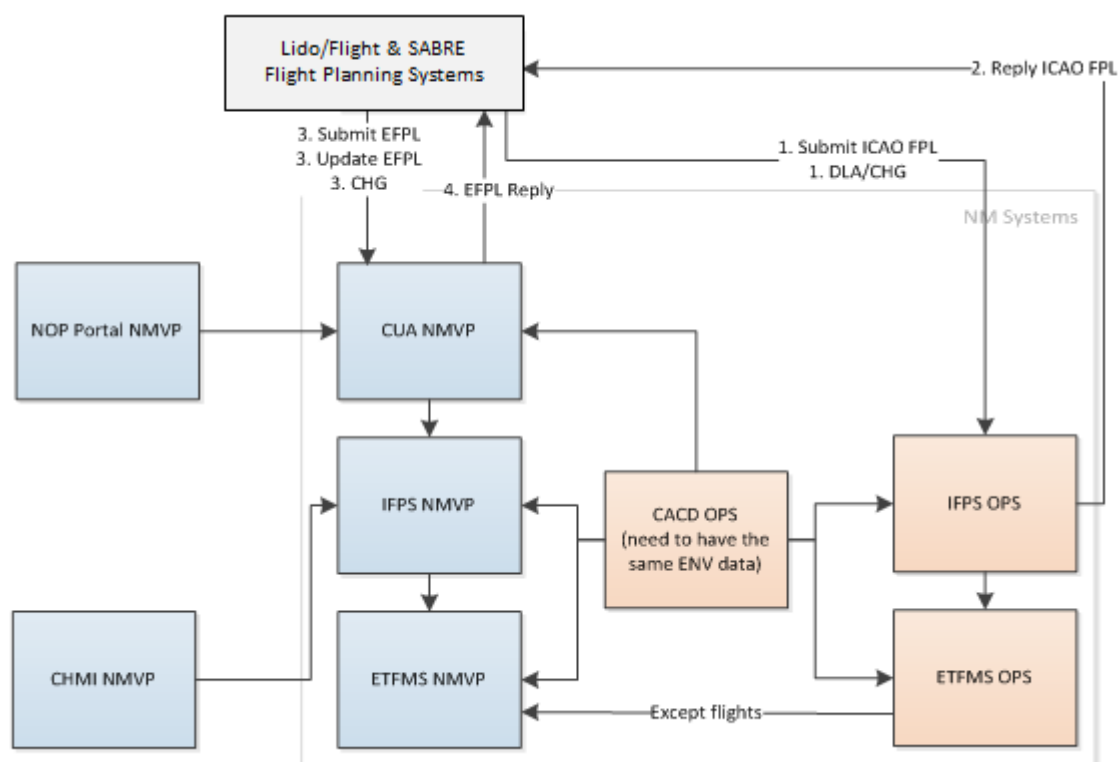 Lido/Flight & SABRE
Flight Planning Systems
2. Reply ICAO FPL
3. Submit EFPL
3. Update EFPL
3. CHG
4. EFPL Reply
1. Submit ICAO FPL
1. DLA/CHG
NM Systems
NOP Portal NMVP
CUA NMVP
IFPS NMVP
CACD OPS
(need to have the
same ENV data)
IFPS OPS
CHMI NMVP
ETFMS NMVP
ETFMS OPS
Except flights